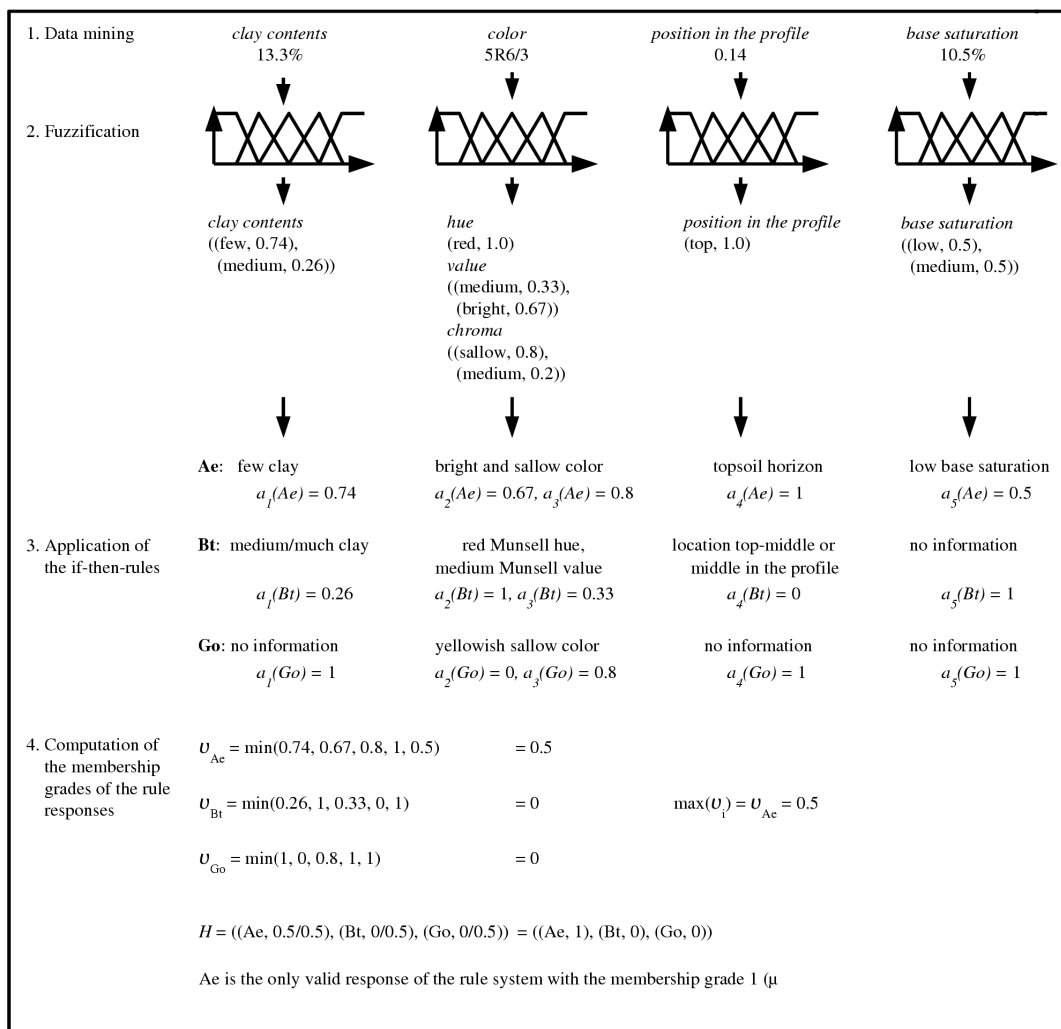 1. Data mining clay contents color position in the profile base saturation
13.3% 5R6/3 0.14 10.5%
2. Fuzzification
clay contents hue position in the profile base saturation
((few, 0.74), (red, 1.0) (top, 1.0) ((low, 0.5),
(medium, 0.26)) value (medium, 0.5))
((medium, 0.33),
(bright, 0.67))
chroma
((sallow, 0.8),
(medium, 0.2))
Ae: few clay bright and sallow color topsoil horizon low base saturation
a1(Ae) = 0.74 a2(Ae) = 0.67, a3(Ae) = 0.8 a4(Ae) = 1 a5(Ae) = 0.5
3. Application of Bt: medium/much clay red Munsell hue, location top-middle or no information
the if-then-rules medium Munsell value middle in the profile
a1(Bt) = 0.26 a2(Bt) = 1, a3(Bt) = 0.33 a4(Bt) = 0 a5(Bt) = 1
Go: no information yellowish sallow color no information no information
a1(Go) = 1 a2(Go) = 0, a3(Go) = 0.8 a4(Go) = 1 a5(Go) = 1
4. Computation of υAe = min(0.74, 0.67, 0.8, 1, 0.5) = 0.5
the membership
grades of the rule
responses υBt = min(0.26, 1, 0.33, 0, 1) = 0 max(υi) = υAe = 0.5
υGo = min(1, 0, 0.8, 1, 1) = 0
H = ((Ae, 0.5/0.5), (Bt, 0/0.5), (Go, 0/0.5)) = ((Ae, 1), (Bt, 0), (Go, 0))
Ae is the only valid response of the rule system with the membership grade 1 (µ